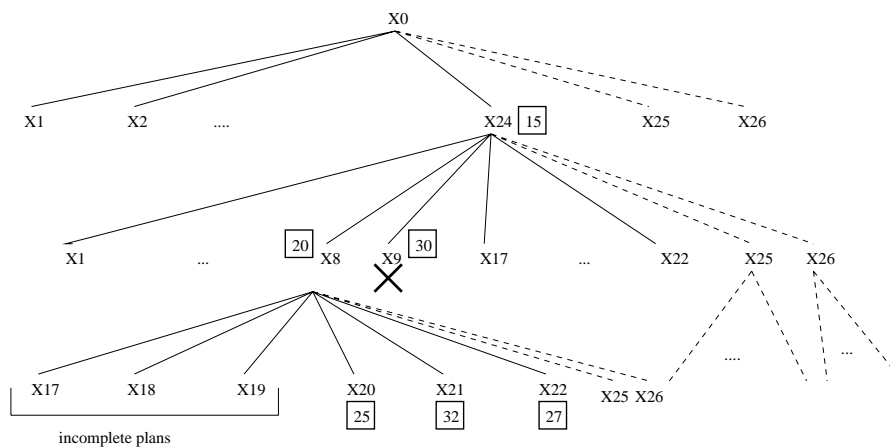 X0
X1 X2 .... X24 15 X25 X26
X1 ... 20 X8 X9 30 X17 ... X22 X25 X26
.... ...
X17 X18 X19 X20 X21 X22 X25 X26
25 32 27
incomplete plans